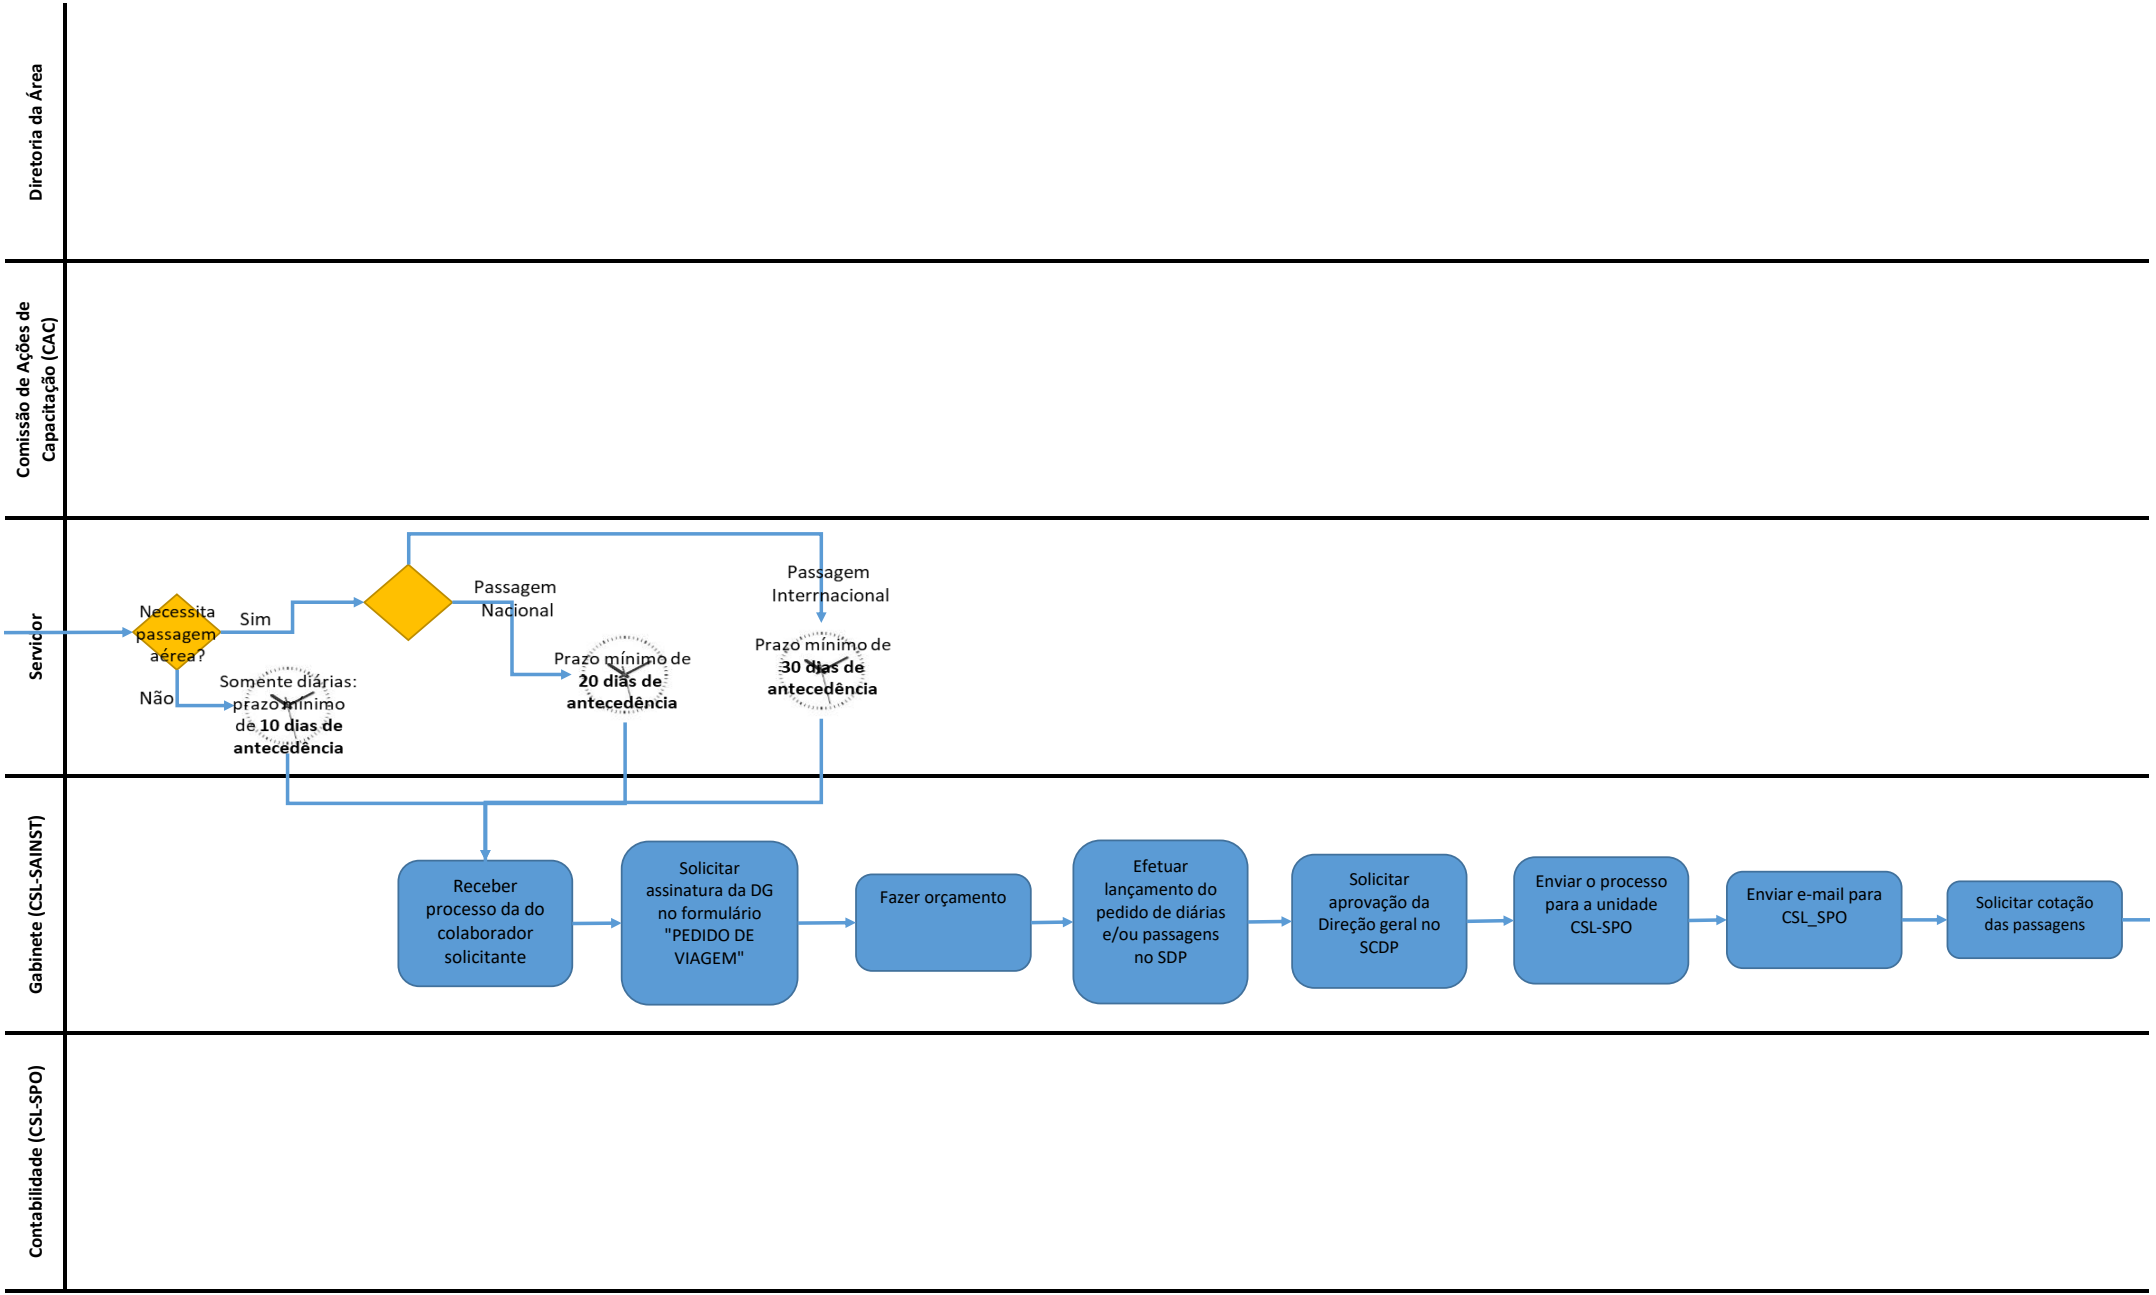 Diretoria da Área
Comissão de Ações de
Capacitação (CAC)
Servidor
Necessita
passagem
aérea?
Sim
Não
Somente diárias:
prazo mínimo
de 10 dias de
antecedência
Passagem
Nacional
Prazo mínimo de
20 dias de
antecedência
Passagem
Interrnacional
Prazo mínimo de
30 dias de
antecedência
Gabinete (CSL-SAINST)
Receber
processo da do
colaborador
solicitante
Solicitar
assinatura da DG
no formulário
"PEDIDO DE
VIAGEM"
Fazer orçamento
Efetuar
lançamento do
pedido de diárias
e/ou passagens
no SDP
Solicitar
aprovação da
Direção geral no
SCDP
Enviar o processo
para a unidade
CSL-SPO
Enviar e-mail para
CSL_SPO
Solicitar cotação
das passagens
Contabilidade (CSL-SPO)